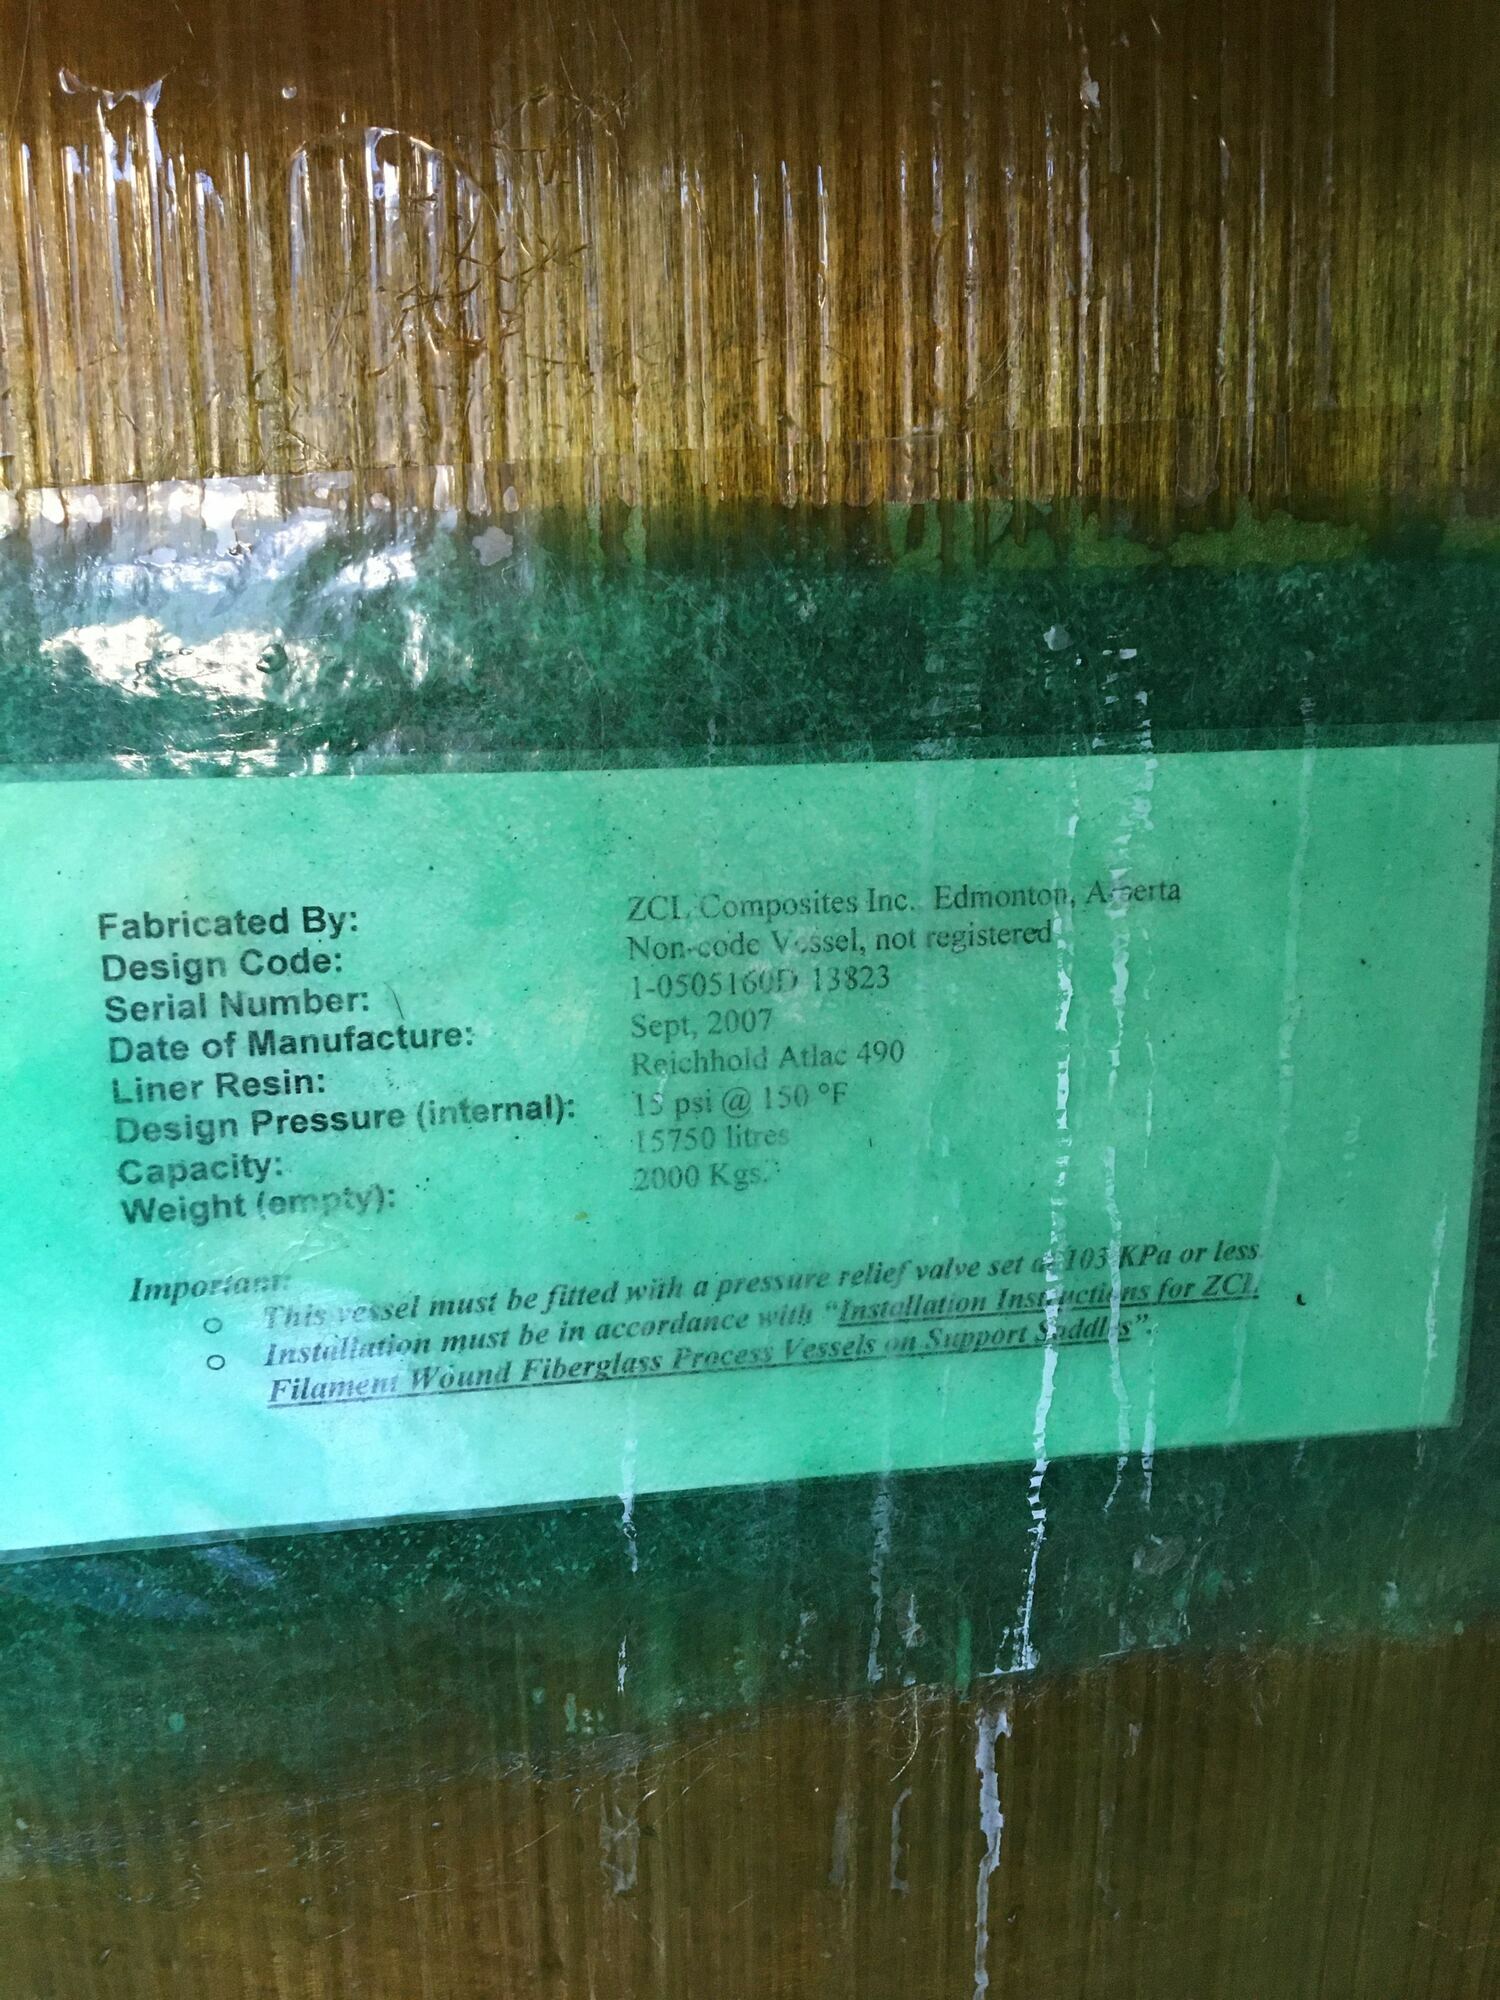 Fabricated By: ZCL Composites Inc. Edmonton, Alberta
Design Code: Non-code Vessel, not registered
Serial Number: 1-0505160D 13823
Date of Manufacture: Sept, 2007
Liner Resin: Reichhold Atlac 490
Design Pressure (internal): 15 psi @ 150 °F
Capacity: 15750 litres
Weight (empty): 2000 Kgs.
Important:
o This vessel must be fitted with a pressure relief valve set at 103 KPa or less.
o Installation must be in accordance with “Installation Instructions for ZCL
Filament Wound Fiberglass Process Vessels on Support Saddles”.